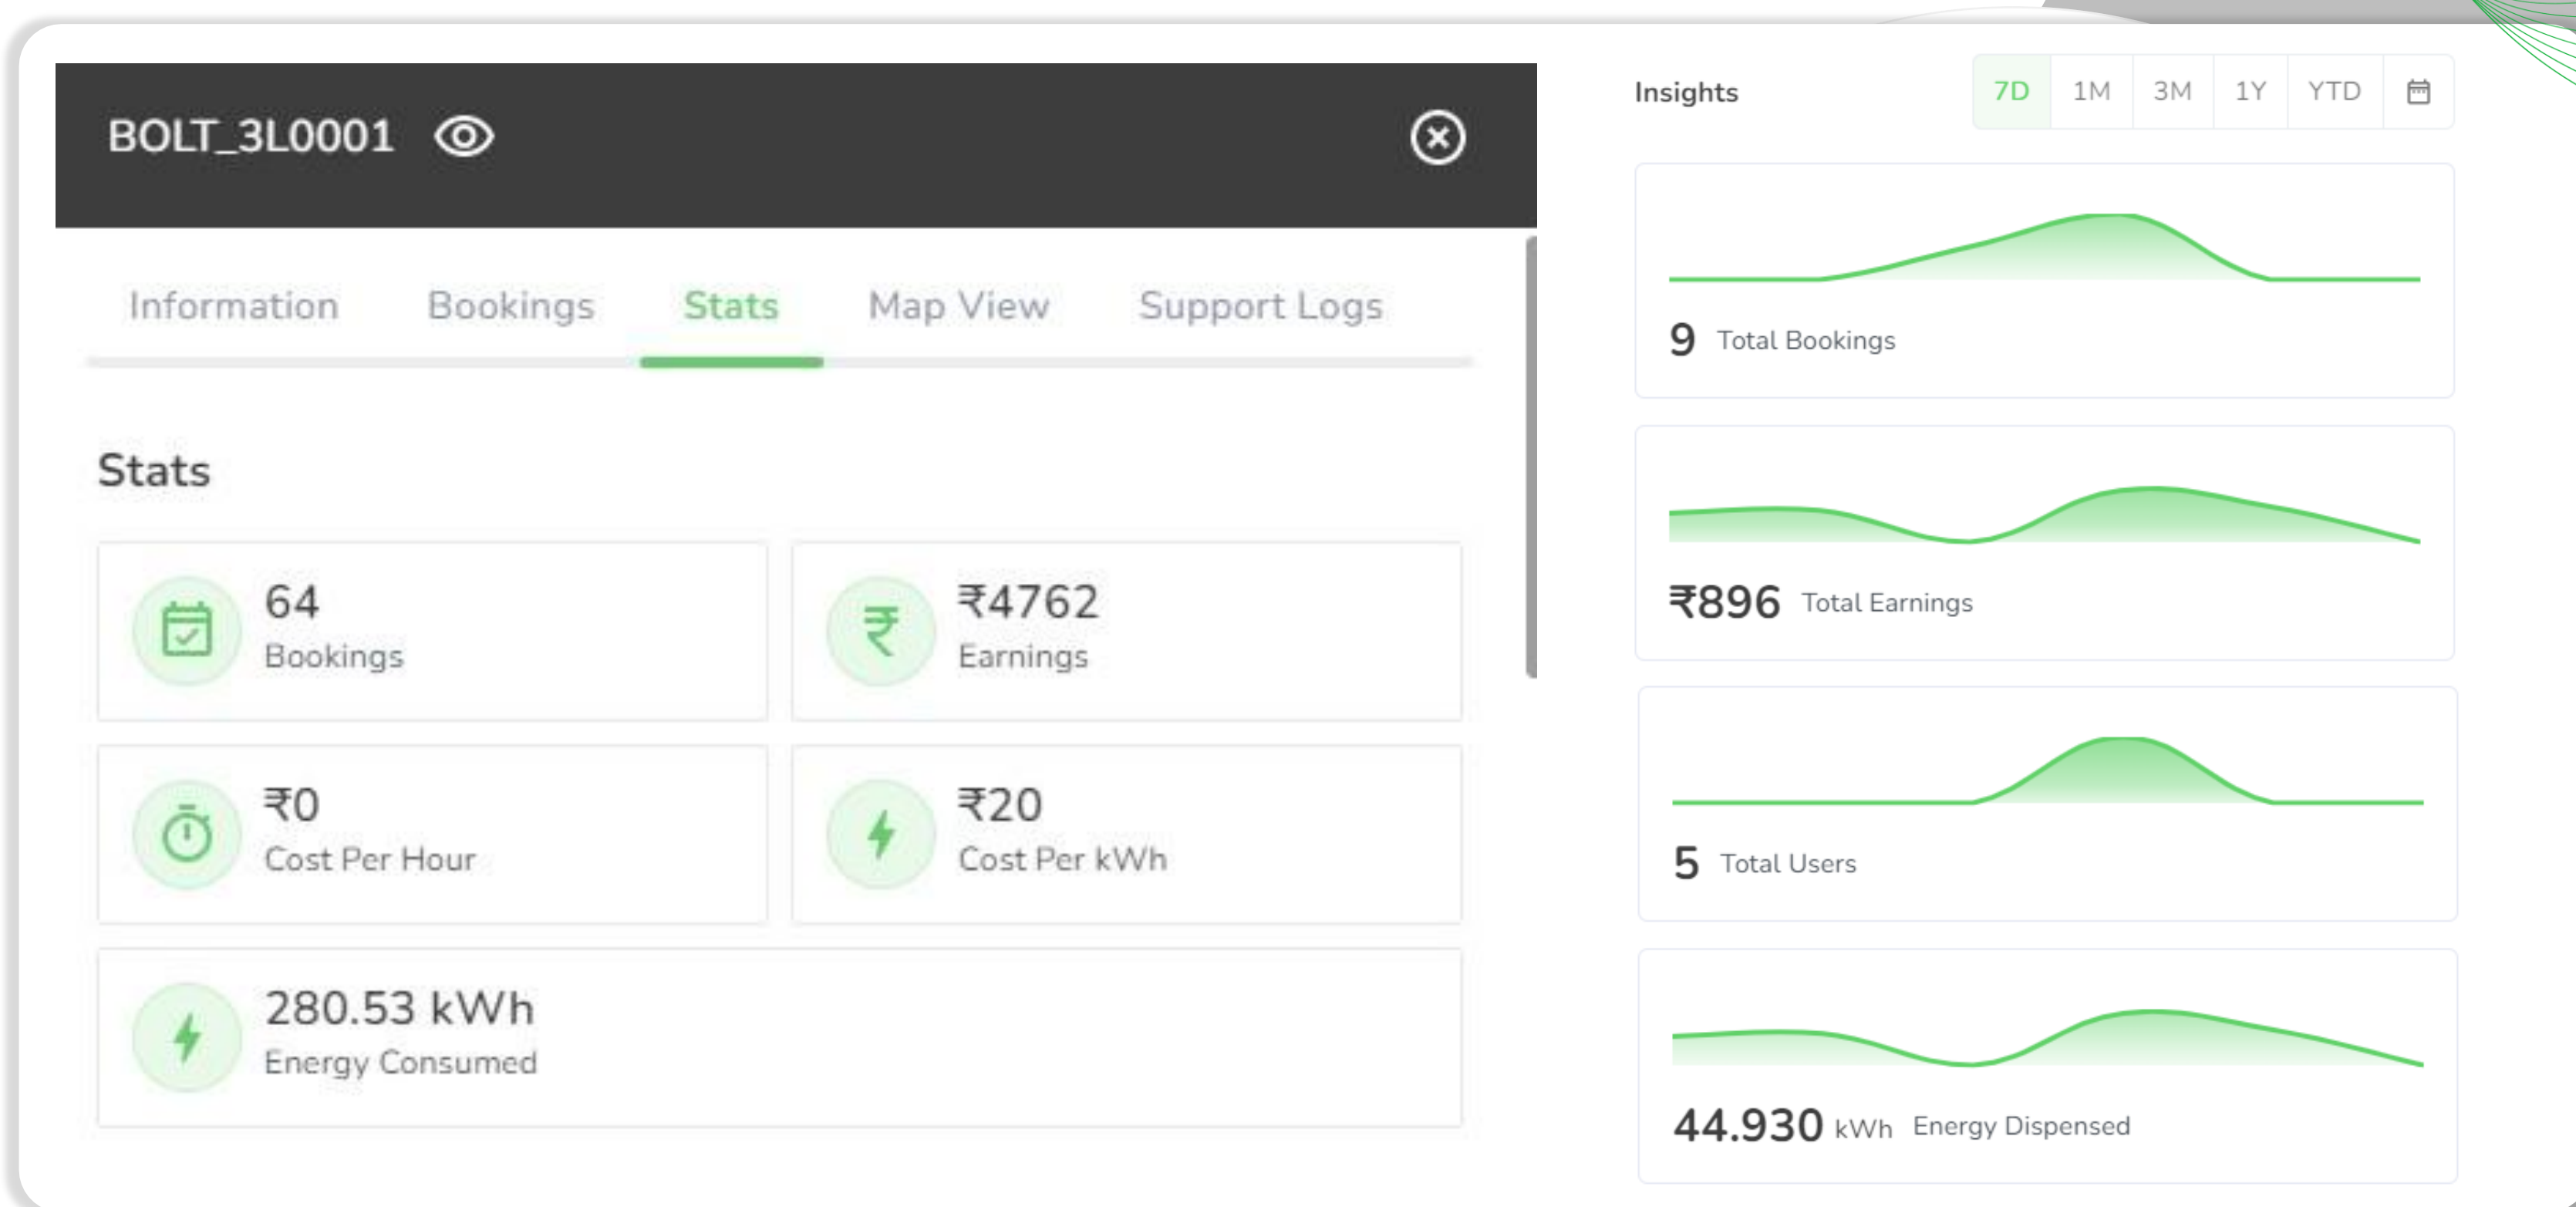 BOLT_3L0001
Information Bookings Stats Map View Support Logs
Stats
64
Bookings
₹4762
Earnings
₹0
Cost Per Hour
₹20
Cost Per kWh
280.53 kWh
Energy Consumed
Insights
7D 1M 3M 1Y YTD
9 Total Bookings
₹896 Total Earnings
5 Total Users
44.930 kWh Energy Dispensed